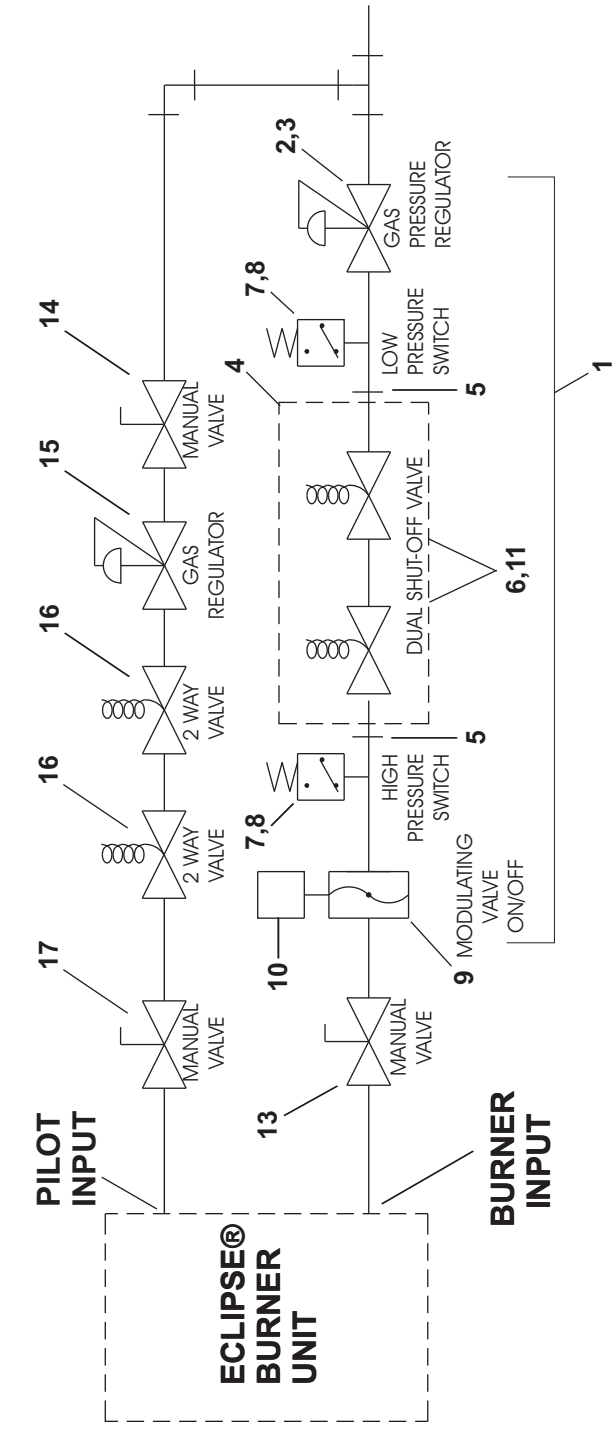 PILOT
INPUT
17
MANUAL
VALVE
16
2 WAY
VALVE
16
2 WAY
VALVE
15
GAS
REGULATOR
14
MANUAL
VALVE
ECLIPSE®
BURNER
UNIT
BURNER
INPUT
13
MANUAL
VALVE
10
9
MODULATING
VALVE
ON/OFF
7,8
HIGH
PRESSURE
SWITCH
5
4
DUAL SHUT-OFF VALVE
6,11
5
7,8
LOW
PRESSURE
SWITCH
2,3
GAS
PRESSURE
REGULATOR
1